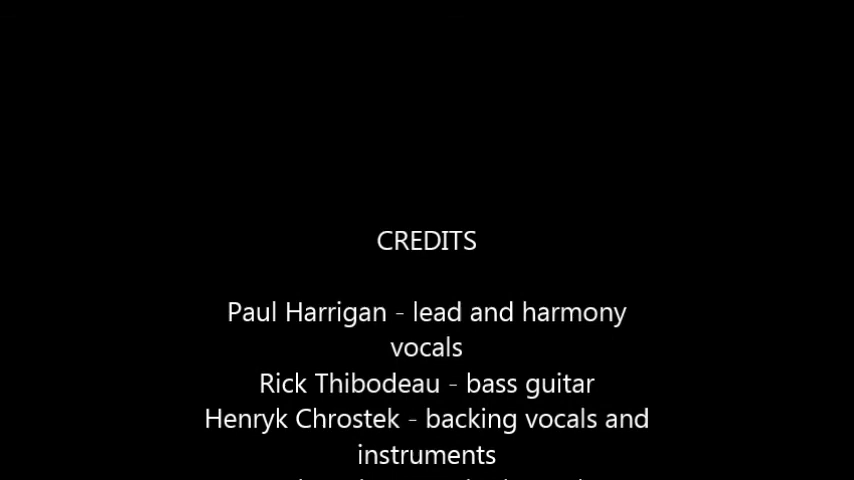 CREDITS
Paul Harrigan - lead and harmony
vocals
Rick Thibodeau - bass guitar
Henryk Chrostek - backing vocals and
instruments